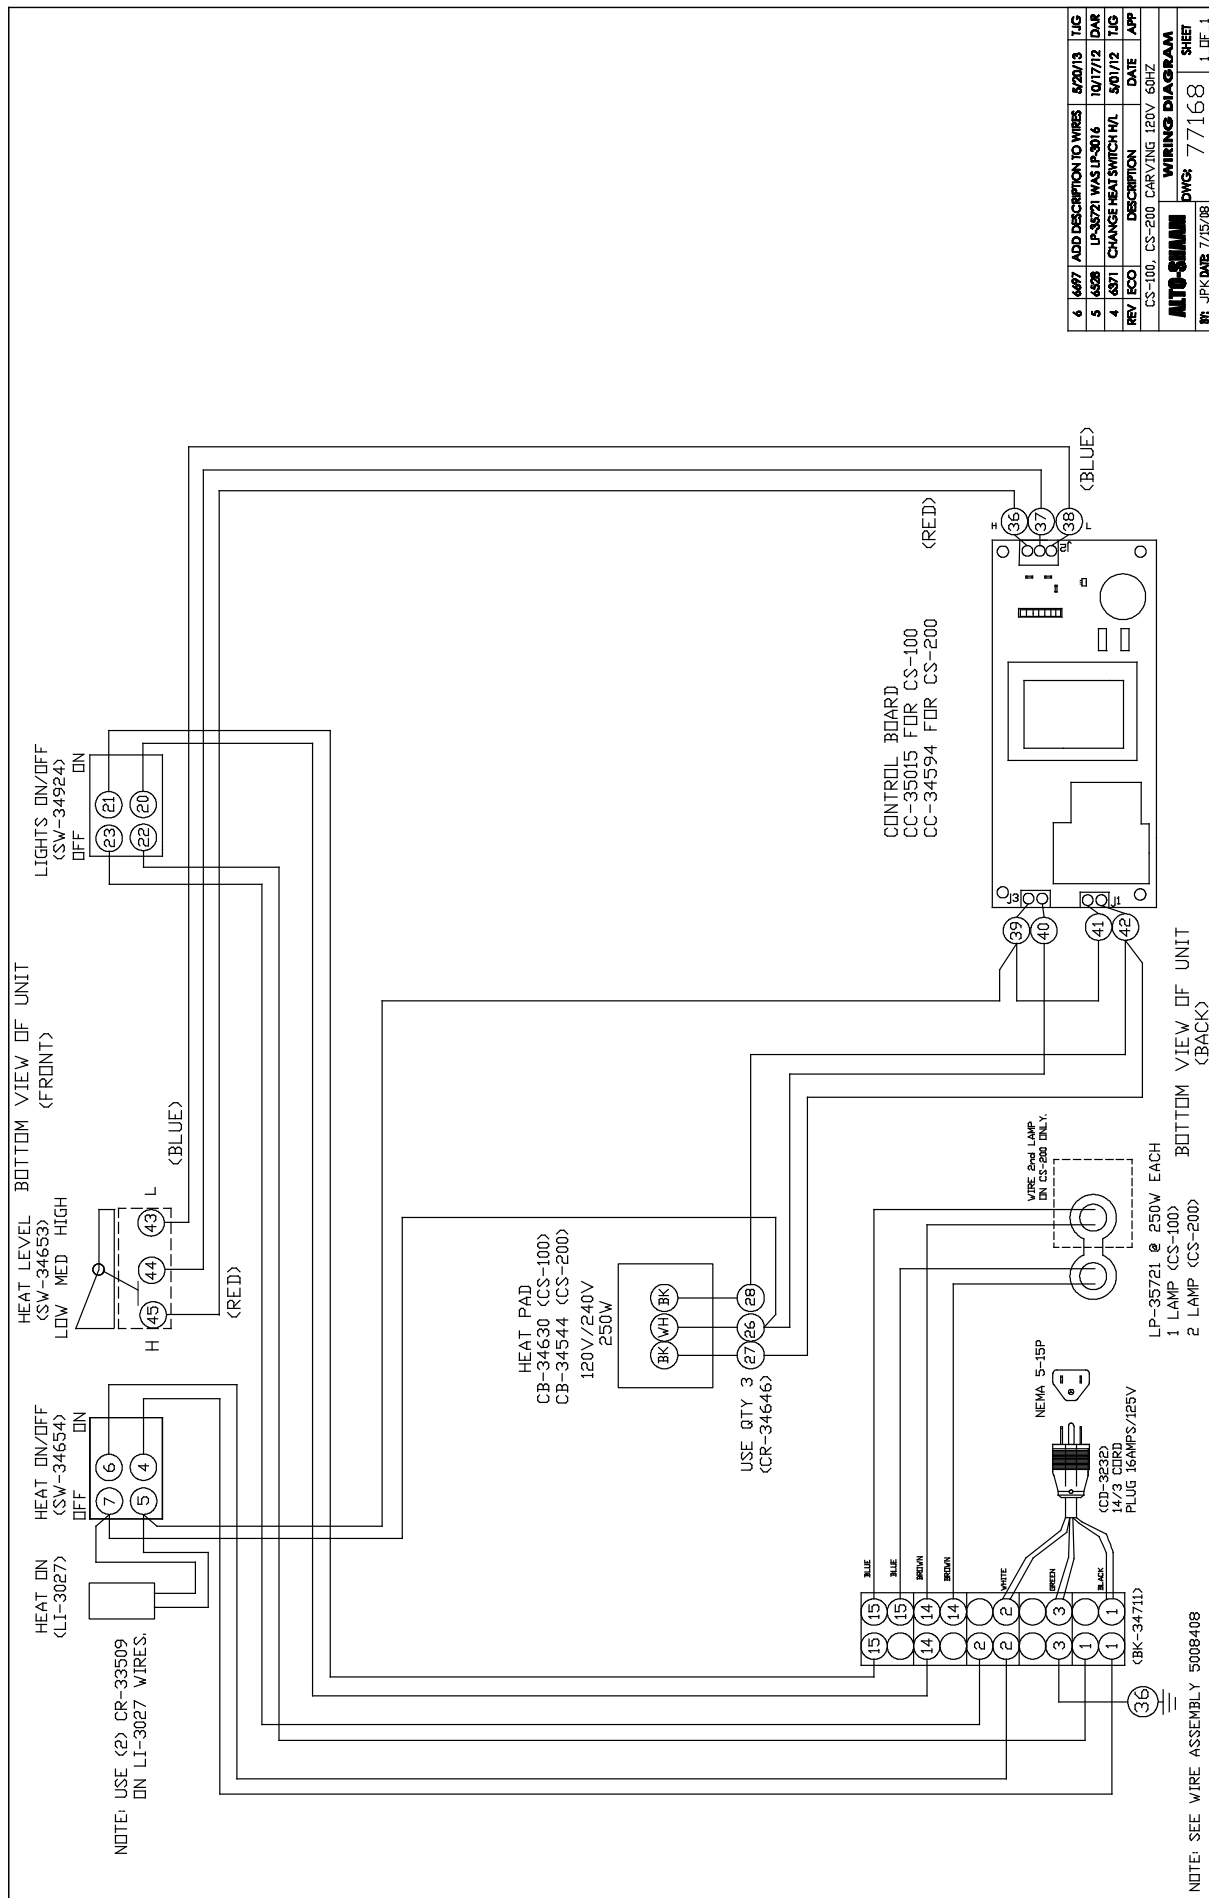 BOTTOM VIEW OF UNIT
(FRONT)
HEAT ON
(LI-3027)
NOTE: USE (2) CR-33509
ON LI-3027 WIRES.
HEAT ON/OFF
(SW-34654)
OFF ON
7 6
5 4
HEAT LEVEL
(SW-34653)
LOW MED HIGH
H 45 44 43 L
(RED)
(BLUE)
LIGHTS ON/OFF
(SW-34924)
OFF ON
23 21
22 20
HEAT PAD
CB-34630 (CS-100)
CB-34544 (CS-200)
120V/240V
250W
BK WH BK
27 26 28
USE QTY 3
(CR-34646)
CONTROL BOARD
CC-35015 FOR CS-100
CC-34594 FOR CS-200
(RED)
(BLUE)
H 36
37
38 L
J2
J3
J1
39
40
41
42
15 15 BLUE
15 BLUE
14 14 BROWN
14 BROWN
2
2 2 WHITE
3 3 GREEN
1
1 1 BLACK
(BK-34711)
36
NEMA 5-15P
(CD-3232)
14/3 CORD
PLUG 16AMPS/125V
WIRE 2nd LAMP
ON CS-200 ONLY.
LP-35721 @ 250W EACH
1 LAMP (CS-100)
2 LAMP (CS-200)
BOTTOM VIEW OF UNIT
(BACK)
NOTE: SEE WIRE ASSEMBLY 5008408
6 6697 ADD DESCRIPTION TO WIRES 5/20/13 TJG
5 6528 LP-35721 WAS LP-3016 10/17/12 DAR
4 6371 CHANGE HEAT SWITCH H/L 5/01/12 TJG
REV ECO DESCRIPTION DATE APP
CS-100, CS-200 CARVING 120V 60HZ
ALTO-SHAAM WIRING DIAGRAM
BY: JPK DATE: 7/15/08 DWG: 77168 SHEET 1 OF 1